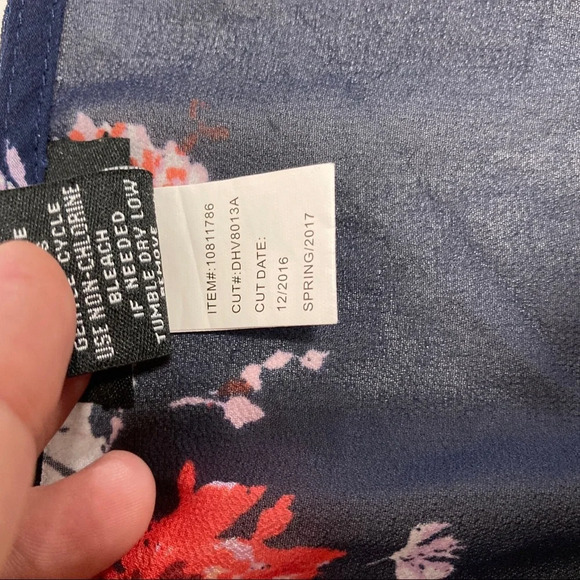 GENTLE CYCLE
USE NON-CHLORINE
BLEACH
IF NEEDED
TUMBLE DRY LOW
REMOVE
ITEM#:10811786
CUT#:DHV8013A
CUT DATE:
12/2016
SPRING/2017